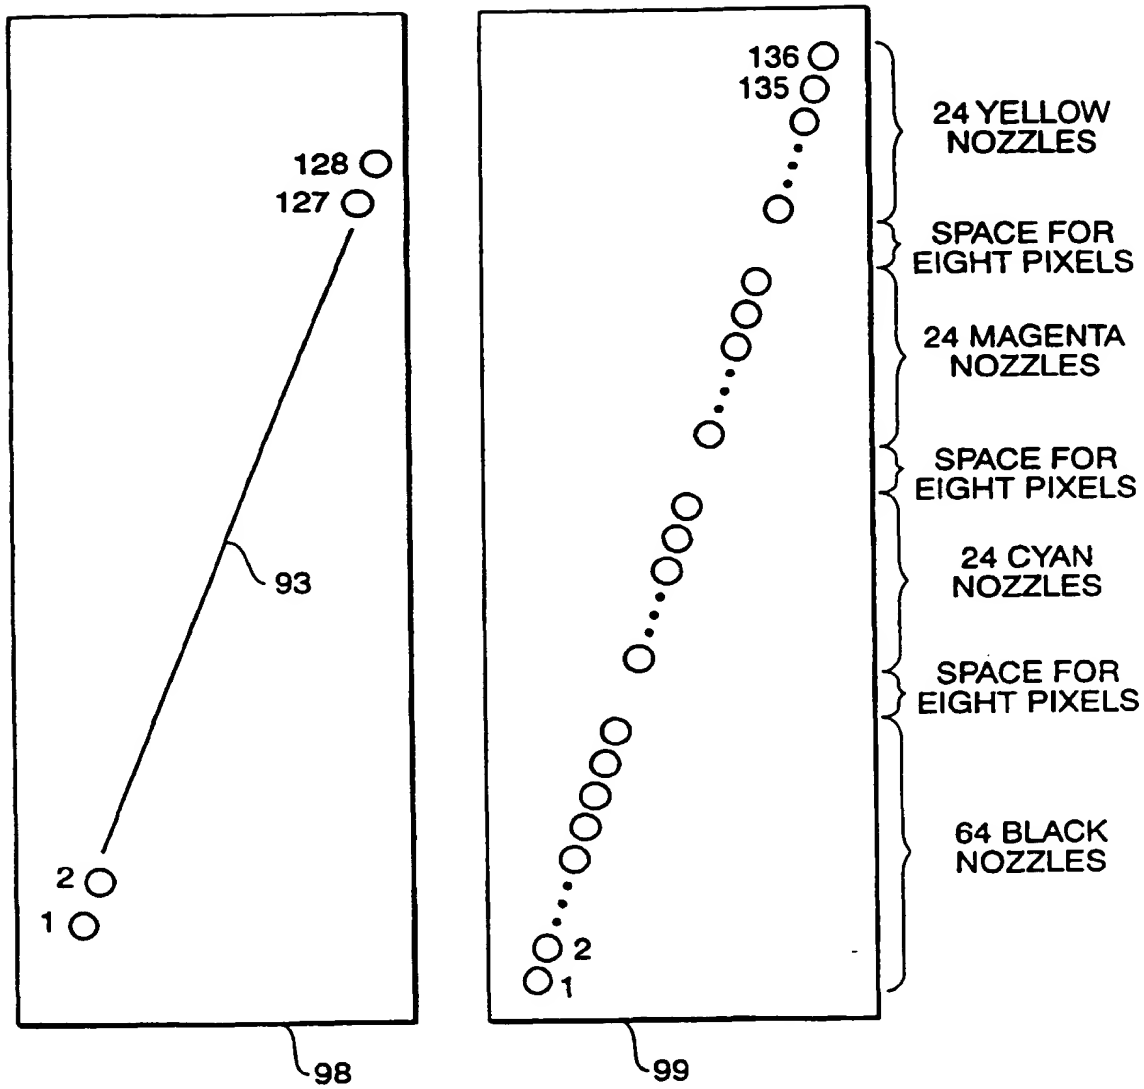 128
127
93
2
1
98
136
135
2
1
99
24 YELLOW
NOZZLES
SPACE FOR
EIGHT PIXELS
24 MAGENTA
NOZZLES
SPACE FOR
EIGHT PIXELS
24 CYAN
NOZZLES
SPACE FOR
EIGHT PIXELS
64 BLACK
NOZZLES